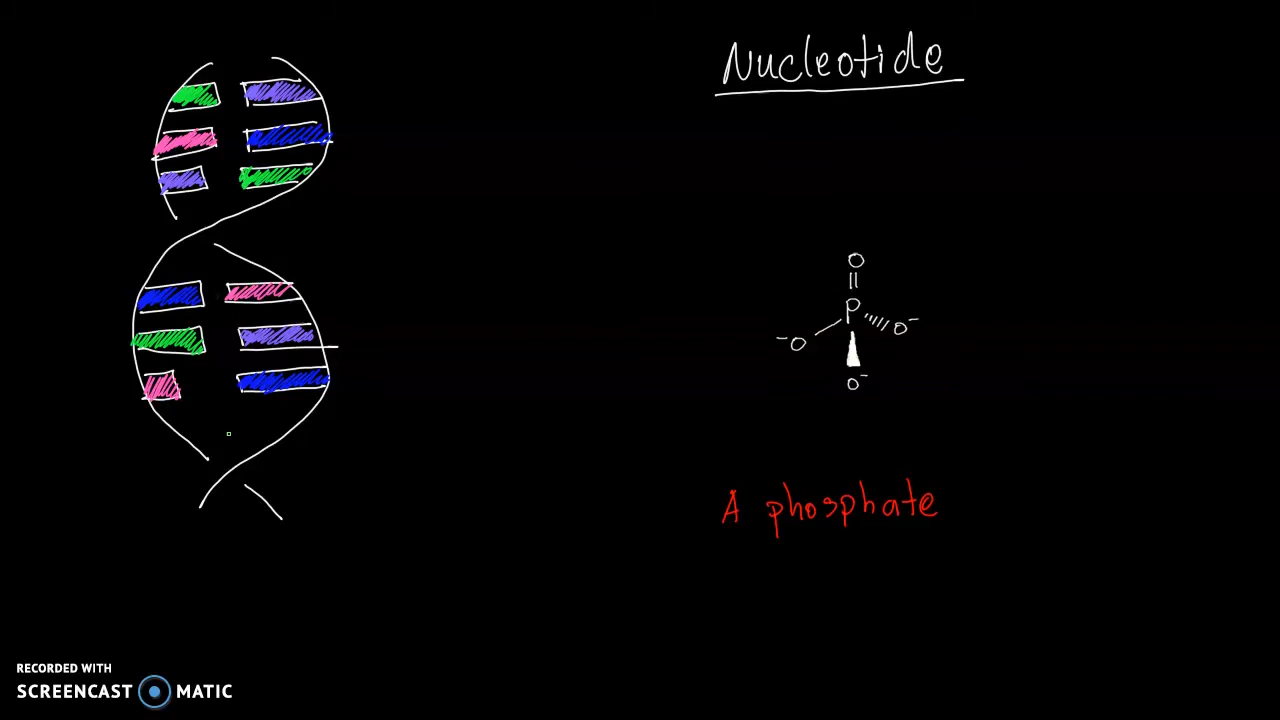 Nucleotide
O
P
⁻O
O⁻
O⁻
A phosphate
RECORDED WITH
SCREENCAST MATIC